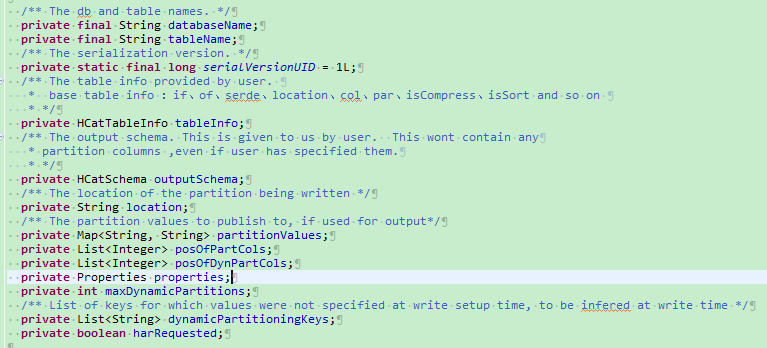 /** The db and table names. */
private final String databaseName;
private final String tableName;
/** The serialization version. */
private static final long serialVersionUID = 1L;
/** The table info provided by user.
 * base table info : if、of、serde、location、col、par、isCompress、isSort and so on
 * */
private HCatTableInfo tableInfo;
/** The output schema. This is given to us by user. This wont contain any
 * partition columns ,even if user has specified them.
 * */
private HCatSchema outputSchema;
/** The location of the partition being written */
private String location;
/** The partition values to publish to, if used for output*/
private Map<String, String> partitionValues;
private List<Integer> posOfPartCols;
private List<Integer> posOfDynPartCols;
private Properties properties;
private int maxDynamicPartitions;
/** List of keys for which values were not specified at write setup time, to be infered at write time */
private List<String> dynamicPartitioningKeys;
private boolean harRequested;